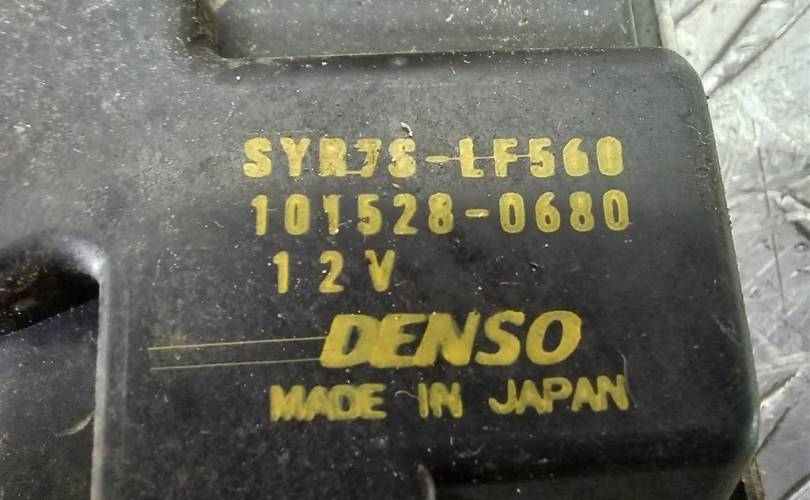 SYR7S-LF560
101528-0680
12V
DENSO
MADE IN JAPAN